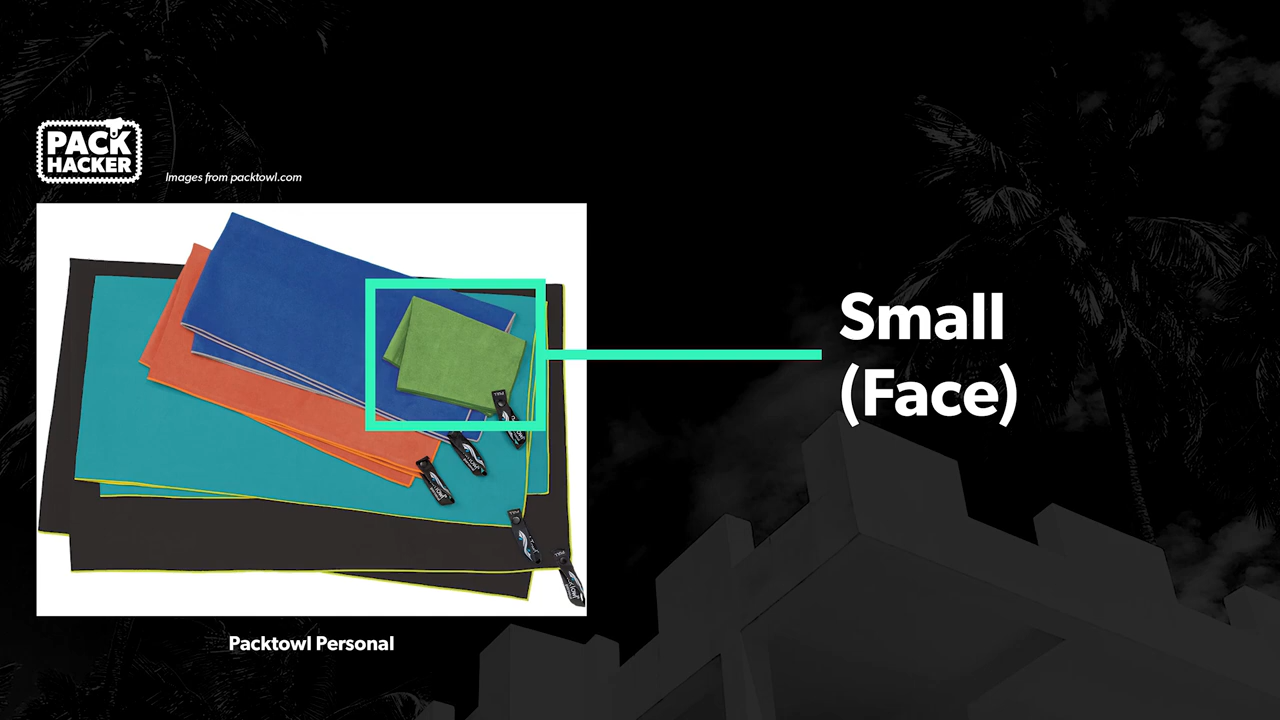 PACK
HACKER
Images from packtowl.com
Small
(Face)
Packtowl Personal